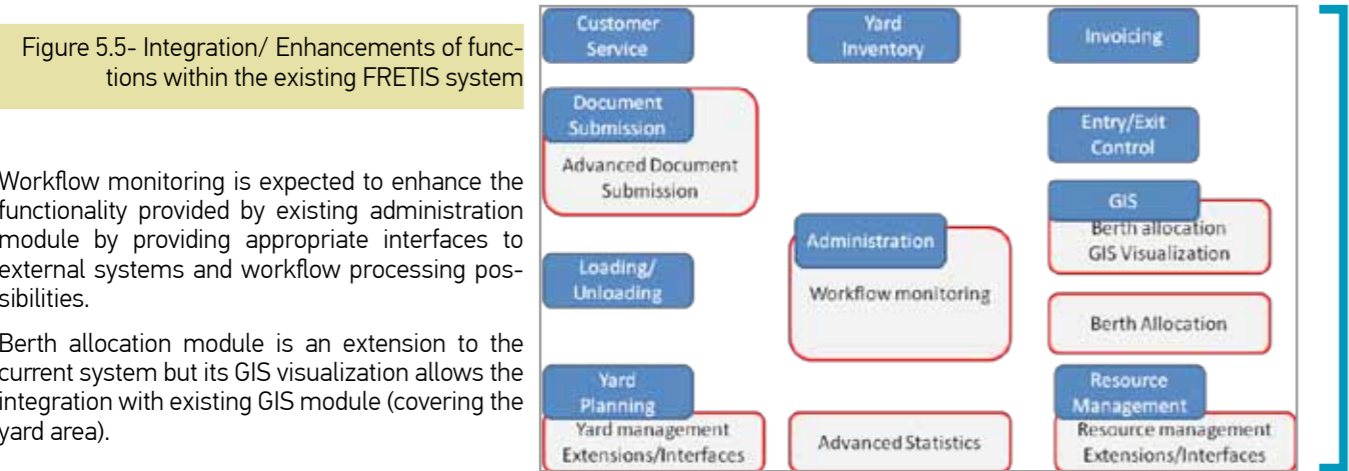 Figure 5.5- Integration/ Enhancements of func-
tions within the existing FRETIS system
Workflow monitoring is expected to enhance the
functionality provided by existing administration
module by providing appropriate interfaces to
external systems and workflow processing pos-
sibilities.
Berth allocation module is an extension to the
current system but its GIS visualization allows the
integration with existing GIS module (covering the
yard area).
Customer
Service
Yard
Inventory
Invoicing
Document
Submission
Advanced Document
Submission
Entry/Exit
Control
GIS
Berth allocation
GIS Visualization
Administration
Workflow monitoring
Loading/
Unloading
Berth Allocation
Yard
Planning
Yard management
Extensions/Interfaces
Advanced Statistics
Resource
Management
Resource management
Extensions/Interfaces